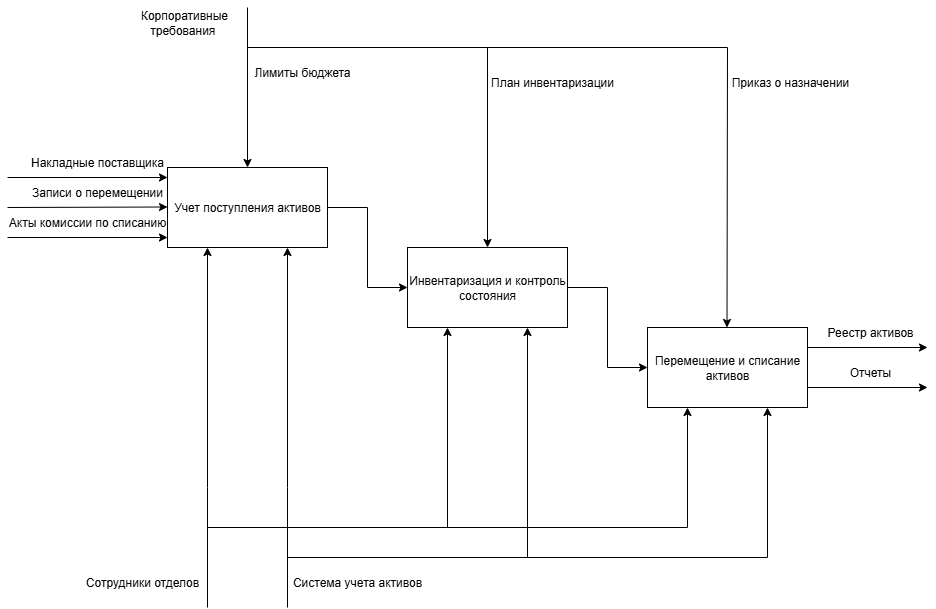 Корпоративные
требования
Лимиты бюджета
План инвентаризации
Приказ о назначении
Накладные поставщика
Записи о перемещении
Акты комиссии по списанию
Учет поступления активов
Инвентаризация и контроль
состояния
Перемещение и списание
активов
Реестр активов
Отчеты
Сотрудники отделов
Система учета активов